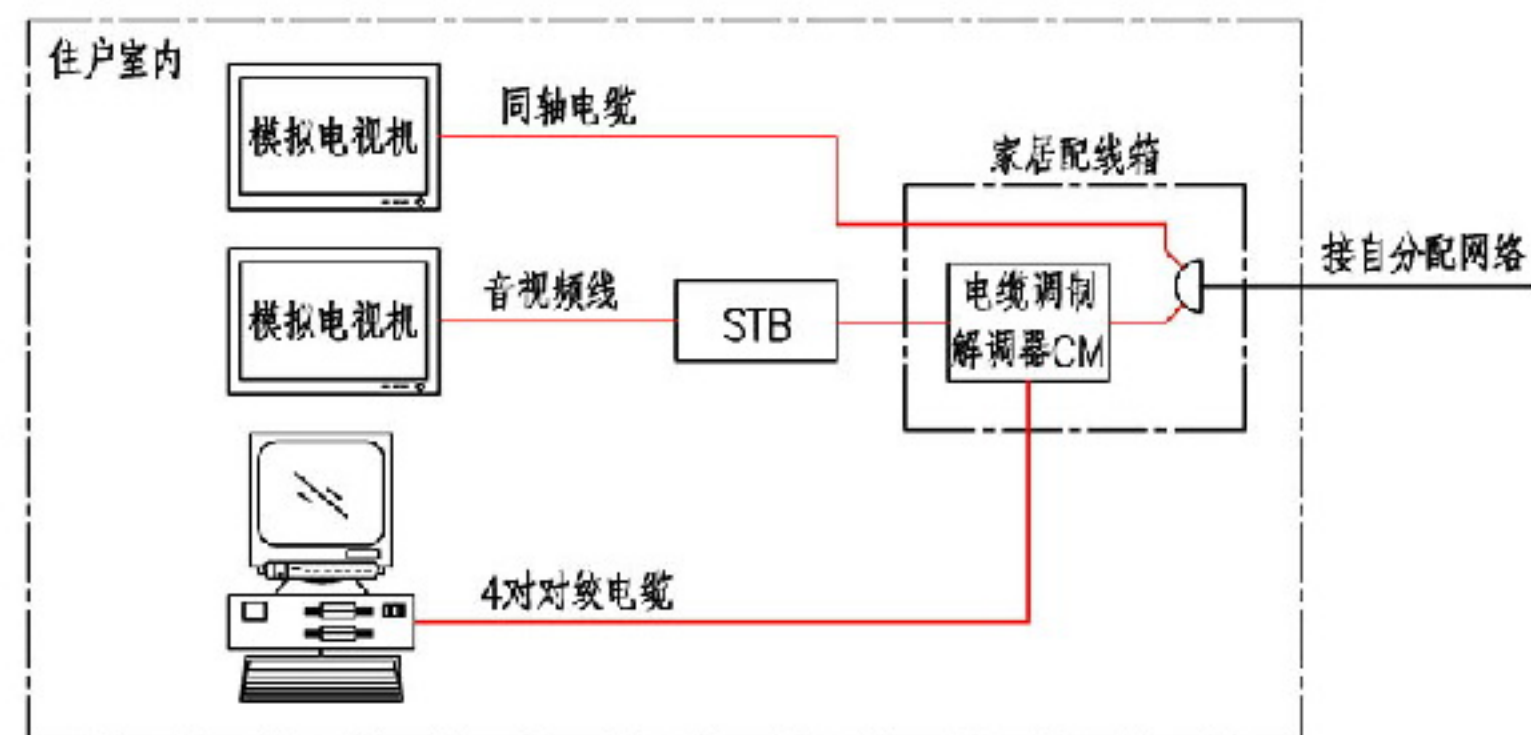 住户室内
模拟电视机
同轴电缆
家居配线箱
接自分配网络
模拟电视机
音视频线
STB
电缆调制
解调器CM
4对对绞电缆